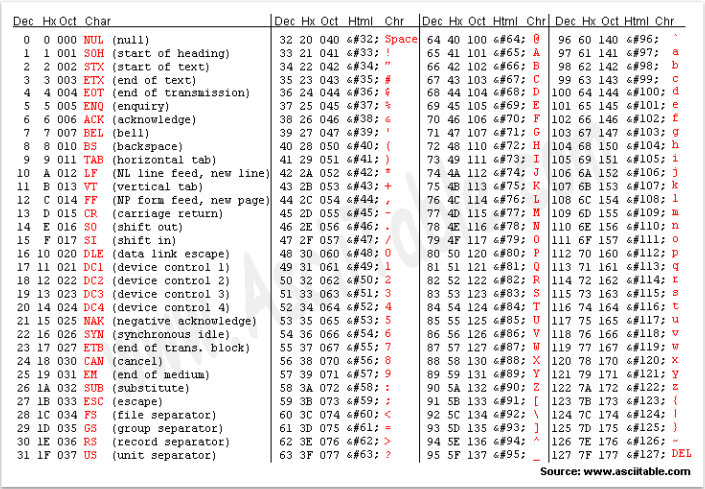 Dec Hx Oct Char Dec Hx Oct Html Chr Dec Hx Oct Html Chr Dec Hx Oct Html Chr
0 0 000 NUL (null) 32 20 040 &#32; Space 64 40 100 &#64; @ 96 60 140 &#96; `
1 1 001 SOH (start of heading) 33 21 041 &#33; ! 65 41 101 &#65; A 97 61 141 &#97; a
2 2 002 STX (start of text) 34 22 042 &#34; " 66 42 102 &#66; B 98 62 142 &#98; b
3 3 003 ETX (end of text) 35 23 043 &#35; # 67 43 103 &#67; C 99 63 143 &#99; c
4 4 004 EOT (end of transmission) 36 24 044 &#36; $ 68 44 104 &#68; D 100 64 144 &#100; d
5 5 005 ENQ (enquiry) 37 25 045 &#37; % 69 45 105 &#69; E 101 65 145 &#101; e
6 6 006 ACK (acknowledge) 38 26 046 &#38; & 70 46 106 &#70; F 102 66 146 &#102; f
7 7 007 BEL (bell) 39 27 047 &#39; ' 71 47 107 &#71; G 103 67 147 &#103; g
8 8 010 BS (backspace) 40 28 050 &#40; ( 72 48 110 &#72; H 104 68 150 &#104; h
9 9 011 TAB (horizontal tab) 41 29 051 &#41; ) 73 49 111 &#73; I 105 69 151 &#105; i
10 A 012 LF (NL line feed, new line) 42 2A 052 &#42; * 74 4A 112 &#74; J 106 6A 152 &#106; j
11 B 013 VT (vertical tab) 43 2B 053 &#43; + 75 4B 113 &#75; K 107 6B 153 &#107; k
12 C 014 FF (NP form feed, new page) 44 2C 054 &#44; , 76 4C 114 &#76; L 108 6C 154 &#108; l
13 D 015 CR (carriage return) 45 2D 055 &#45; - 77 4D 115 &#77; M 109 6D 155 &#109; m
14 E 016 SO (shift out) 46 2E 056 &#46; . 78 4E 116 &#78; N 110 6E 156 &#110; n
15 F 017 SI (shift in) 47 2F 057 &#47; / 79 4F 117 &#79; O 111 6F 157 &#111; o
16 10 020 DLE (data link escape) 48 30 060 &#48; 0 80 50 120 &#80; P 112 70 160 &#112; p
17 11 021 DC1 (device control 1) 49 31 061 &#49; 1 81 51 121 &#81; Q 113 71 161 &#113; q
18 12 022 DC2 (device control 2) 50 32 062 &#50; 2 82 52 122 &#82; R 114 72 162 &#114; r
19 13 023 DC3 (device control 3) 51 33 063 &#51; 3 83 53 123 &#83; S 115 73 163 &#115; s
20 14 024 DC4 (device control 4) 52 34 064 &#52; 4 84 54 124 &#84; T 116 74 164 &#116; t
21 15 025 NAK (negative acknowledge) 53 35 065 &#53; 5 85 55 125 &#85; U 117 75 165 &#117; u
22 16 026 SYN (synchronous idle) 54 36 066 &#54; 6 86 56 126 &#86; V 118 76 166 &#118; v
23 17 027 ETB (end of trans. block) 55 37 067 &#55; 7 87 57 127 &#87; W 119 77 167 &#119; w
24 18 030 CAN (cancel) 56 38 070 &#56; 8 88 58 130 &#88; X 120 78 170 &#120; x
25 19 031 EM (end of medium) 57 39 071 &#57; 9 89 59 131 &#89; Y 121 79 171 &#121; y
26 1A 032 SUB (substitute) 58 3A 072 &#58; : 90 5A 132 &#90; Z 122 7A 172 &#122; z
27 1B 033 ESC (escape) 59 3B 073 &#59; ; 91 5B 133 &#91; [ 123 7B 173 &#123; {
28 1C 034 FS (file separator) 60 3C 074 &#60; < 92 5C 134 &#92; \ 124 7C 174 &#124; |
29 1D 035 GS (group separator) 61 3D 075 &#61; = 93 5D 135 &#93; ] 125 7D 175 &#125; }
30 1E 036 RS (record separator) 62 3E 076 &#62; > 94 5E 136 &#94; ^ 126 7E 176 &#126; ~
31 1F 037 US (unit separator) 63 3F 077 &#63; ? 95 5F 137 &#95; _ 127 7F 177 &#127; DEL
Source: www.asciitable.com
www.asciitable.com